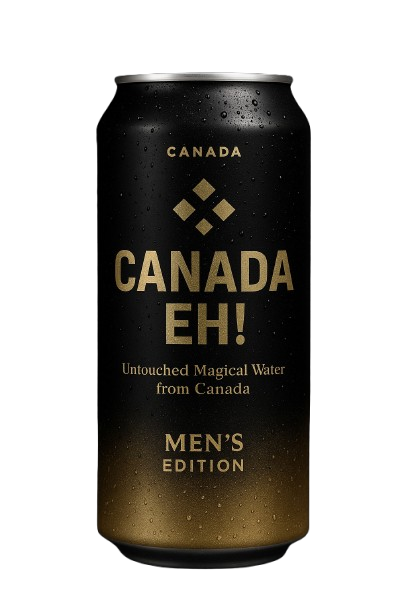 CANADA
CANADA
EH!
Untouched Magical Water
from Canada
MEN'S
EDITION